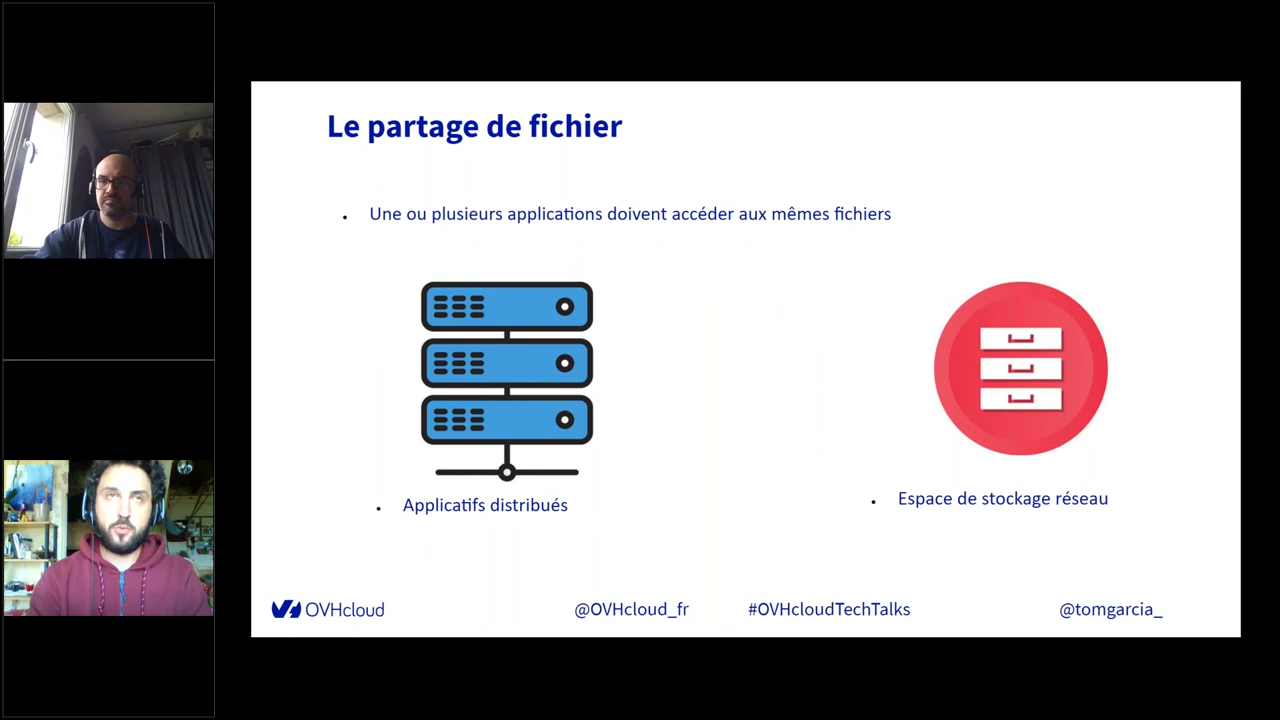 Le partage de fichier
Une ou plusieurs applications doivent accéder aux mêmes fichiers
Applicatifs distribués
Espace de stockage réseau
OVHcloud
@OVHcloud_fr
#OVHcloudTechTalks
@tomgarcia_